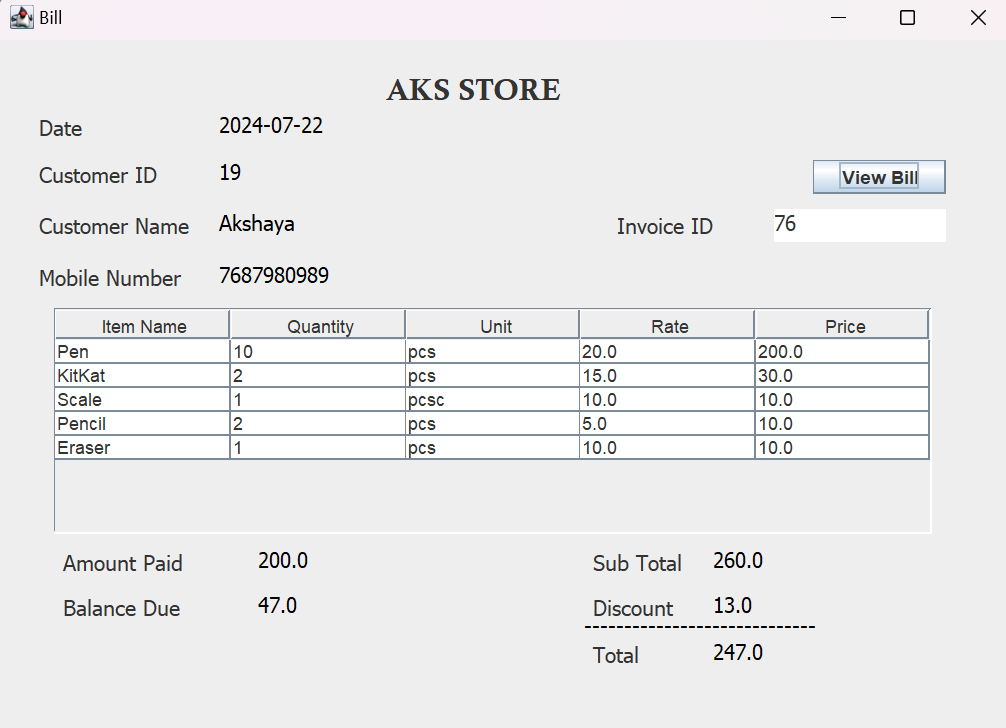 Bill
AKS STORE
Date 2024-07-22
Customer ID 19
View Bill
Customer Name Akshaya Invoice ID 76
Mobile Number 7687980989
Item Name Quantity Unit Rate Price
Pen 10 pcs 20.0 200.0
KitKat 2 pcs 15.0 30.0
Scale 1 pcsc 10.0 10.0
Pencil 2 pcs 5.0 10.0
Eraser 1 pcs 10.0 10.0
Amount Paid 200.0 Sub Total 260.0
Balance Due 47.0 Discount 13.0
----------------------------
Total 247.0